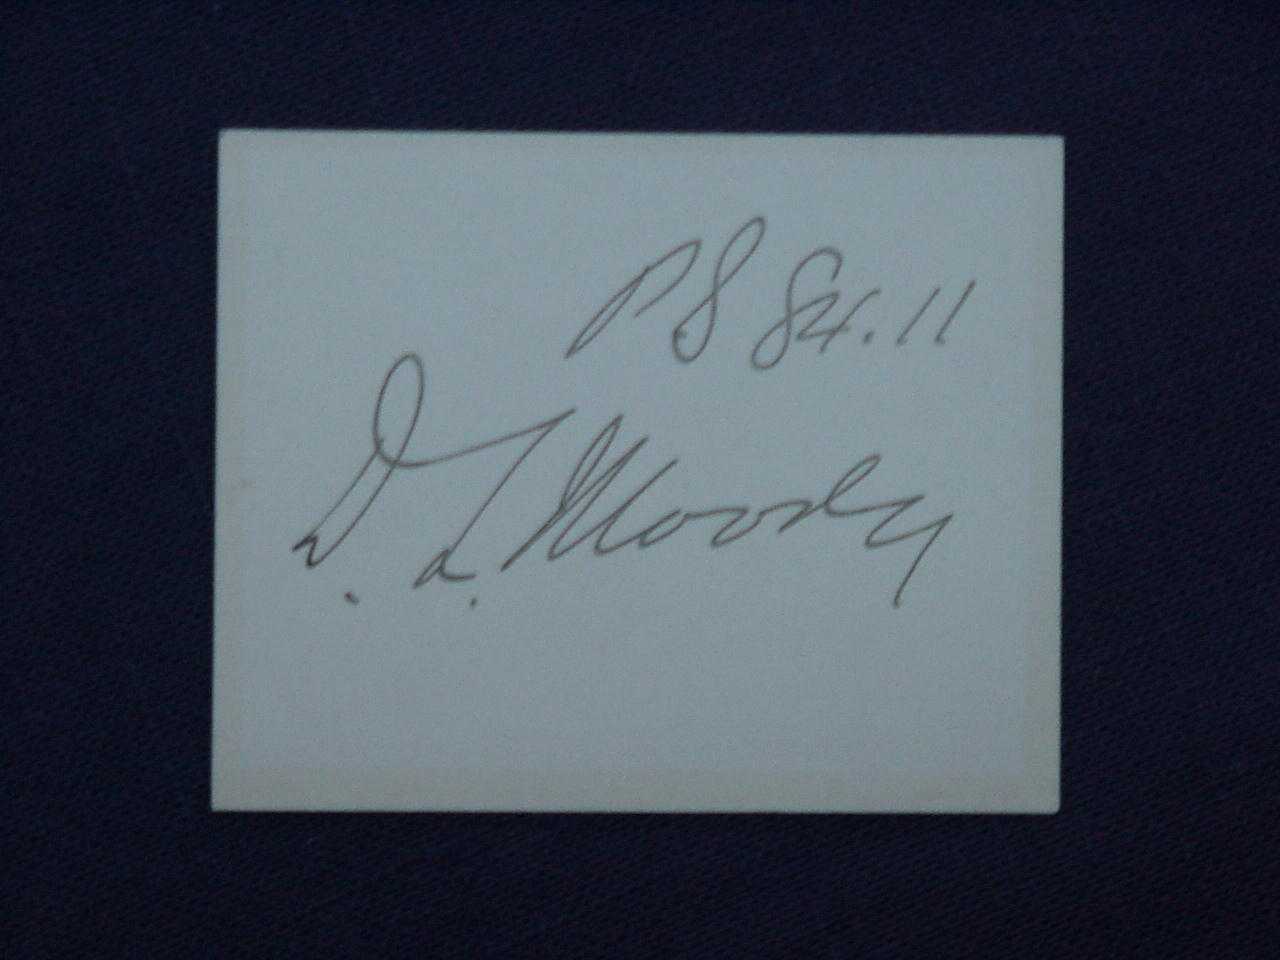 PS 84.11
D. L. Moody